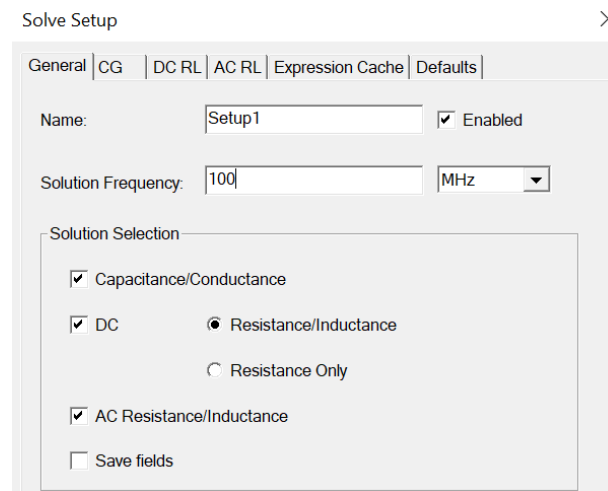 Solve Setup
General CG DC RL AC RL Expression Cache Defaults
Name: Setup1 Enabled
Solution Frequency: 100 MHz
Solution Selection
Capacitance/Conductance
DC Resistance/Inductance
Resistance Only
AC Resistance/Inductance
Save fields